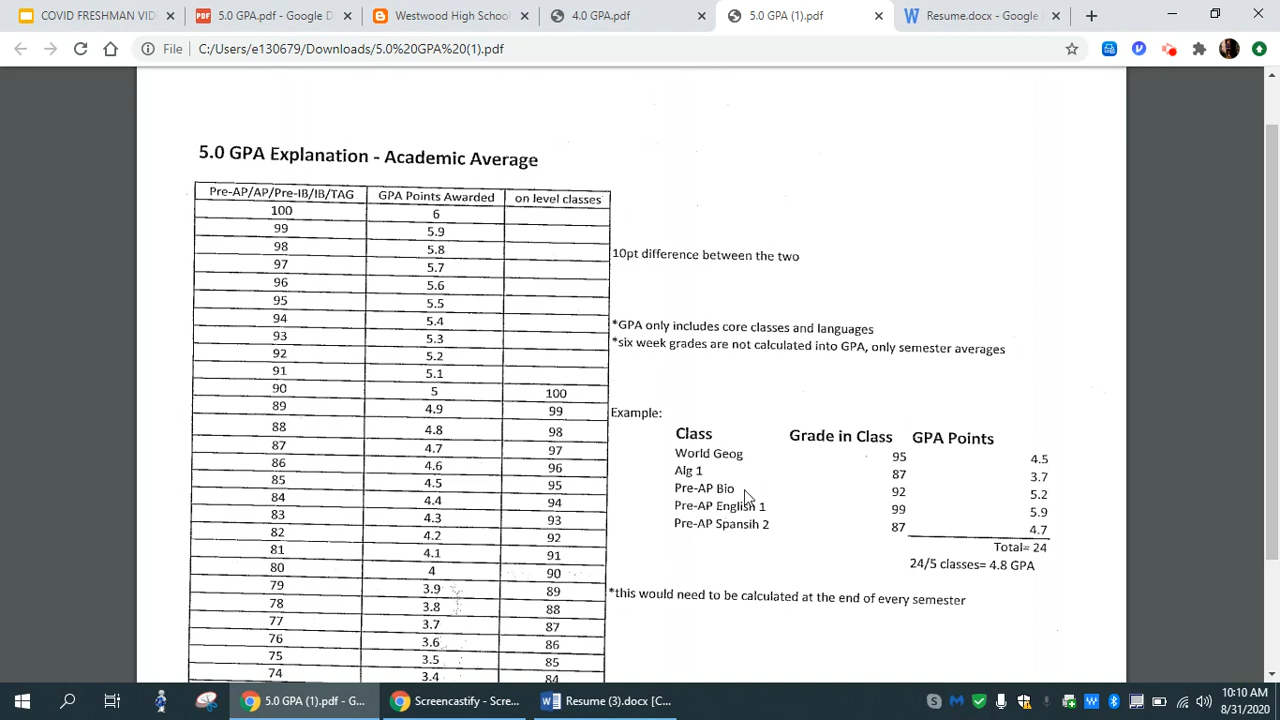 COVID FRESHMAN VID
5.0 GPA.pdf - Google D
Westwood High School
4.0 GPA.pdf
5.0 GPA (1).pdf
Resume.docx - Google
File
C:/Users/e130679/Downloads/5.0%20GPA%20(1).pdf
5.0 GPA Explanation - Academic Average
Pre-AP/AP/Pre-IB/IB/TAG GPA Points Awarded on level classes
100 6
99 5.9
98 5.8
10pt difference between the two
97 5.7
96 5.6
95 5.5
94 5.4
*GPA only includes core classes and languages
93 5.3
*six week grades are not calculated into GPA, only semester averages
92 5.2
91 5.1
90 5 100
89 4.9 99
Example:
88 4.8 98
Class Grade in Class GPA Points
87 4.7 97
World Geog 95 4.5
86 4.6 96
Alg 1 87 3.7
85 4.5 95
Pre-AP Bio 92 5.2
84 4.4 94
Pre-AP English 1 99 5.9
83 4.3 93
Pre-AP Spansih 2 87 4.7
82 4.2 92
Total= 24
81 4.1 91
24/5 classes= 4.8 GPA
80 4 90
79 3.9 89
*this would need to be calculated at the end of every semester
78 3.8 88
77 3.7 87
76 3.6 86
75 3.5 85
74 3.4 84
5.0 GPA (1).pdf - G...
Screencastify - Scre...
Resume (3).docx [C...
10:10 AM
8/31/2020